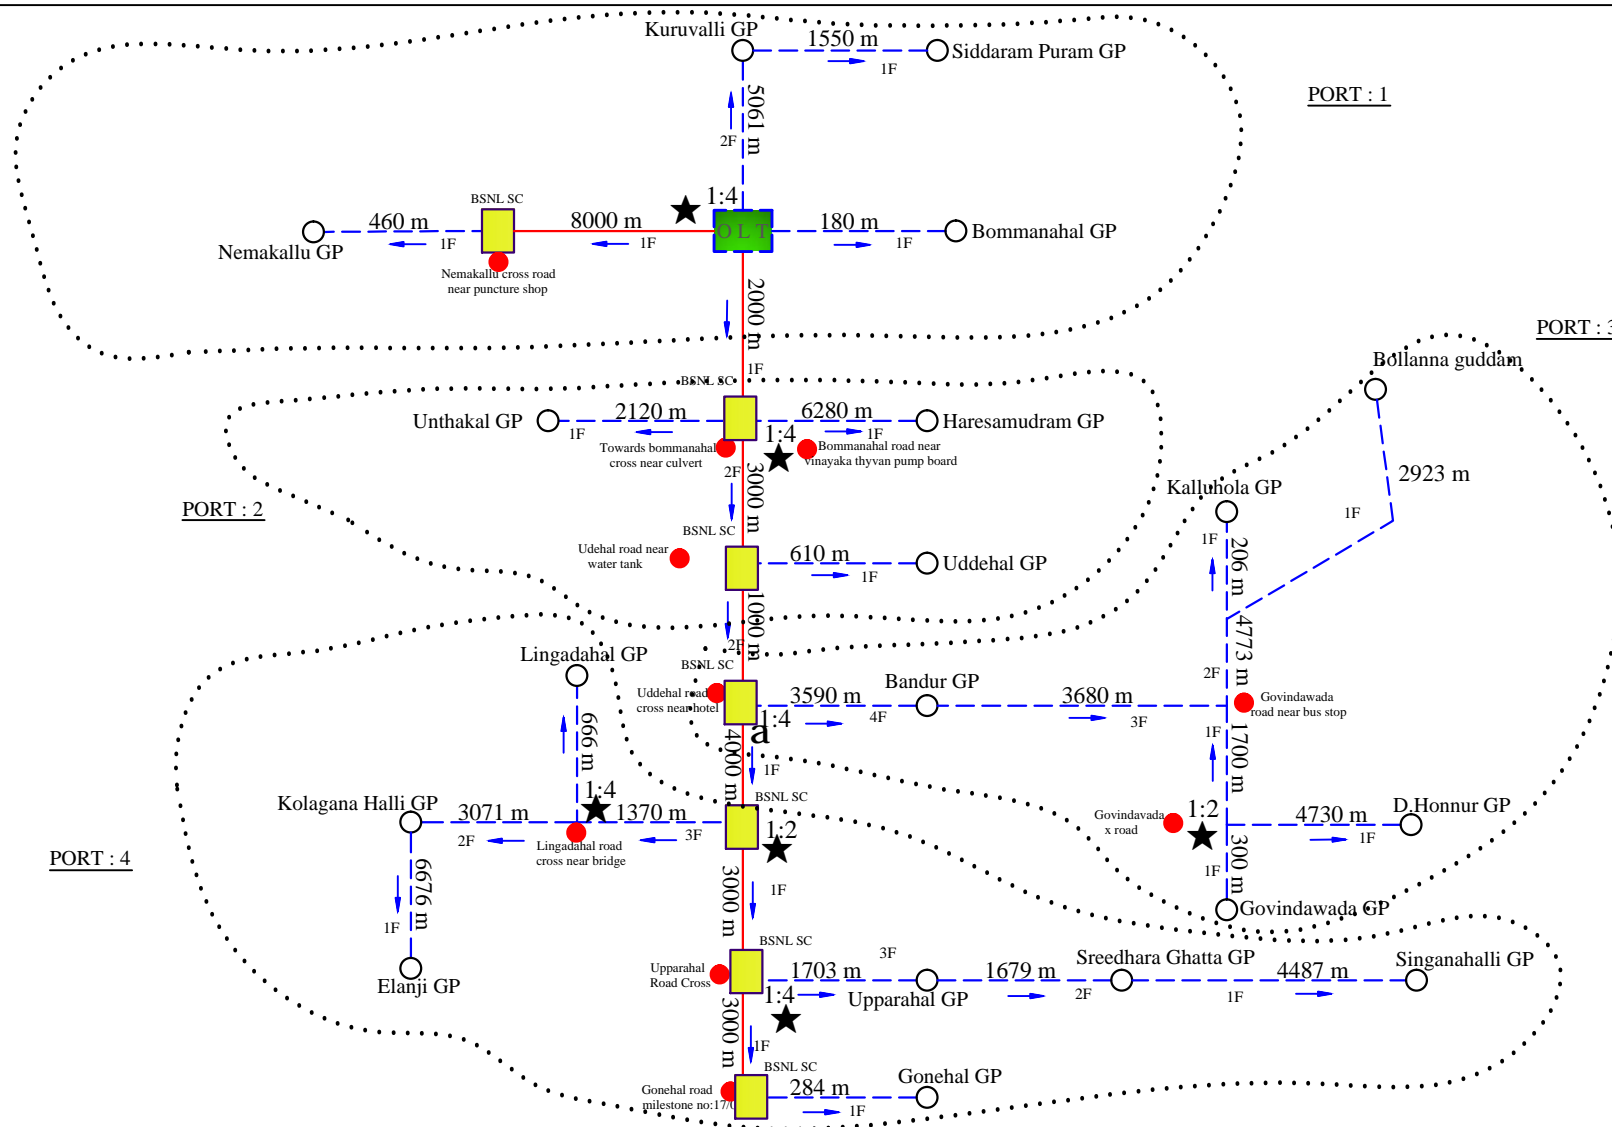 Kuruvalli GP
1550 m
1F
Siddaram Puram GP
PORT : 1
5061 m
2F
BSNL SC
1:4
460 m
1F
8000 m
1F
O L T
180 m
1F
Bommanahal GP
Nemakallu GP
Nemakallu cross road
near puncture shop
2000 m
1F
PORT : 3
Bollanna guddam
BSNL SC
Unthakal GP
2120 m
1F
6280 m
1F
Haresamudram GP
1:4
Towards bommanahal
cross near culvert
Bommanahal road near
vinayaka thyvan pump board
2F
3000 m
2923 m
1F
Kalluhola GP
PORT : 2
BSNL SC
Udehal road near
water tank
610 m
1F
Uddehal GP
1F
206 m
1000 m
2F
4773 m
2F
Lingadahal GP
BSNL SC
Uddehal road
cross near hotel
3590 m
4F
Bandur GP
3680 m
3F
Govindawada
road near bus stop
1:4
a
666 m
4000 m
1F
1F
1700 m
1:4
BSNL SC
Kolagana Halli GP
3071 m
2F
1370 m
3F
1:2
Lingadahal road
cross near bridge
Govindavada
x road
1:2
4730 m
1F
D.Honnur GP
PORT : 4
6676 m
1F
3000 m
1F
1F
300 m
Govindawada GP
Elanji GP
BSNL SC
Upparahal
Road Cross
1703 m
3F
Upparahal GP
1679 m
2F
Sreedhara Ghatta GP
4487 m
1F
Singanahalli GP
1:4
3000 m
1F
BSNL SC
Gonehal road
milestone no:17/0
284 m
1F
Gonehal GP